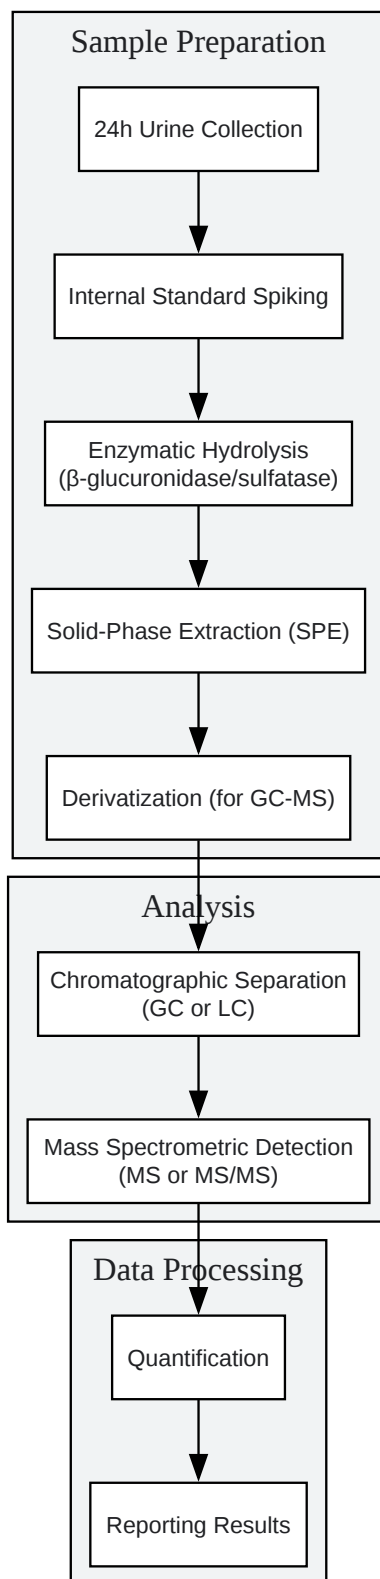 Sample Preparation
24h Urine Collection
Internal Standard Spiking
Enzymatic Hydrolysis
(β-glucuronidase/sulfatase)
Solid-Phase Extraction (SPE)
Derivatization (for GC-MS)
Analysis
Chromatographic Separation
(GC or LC)
Mass Spectrometric Detection
(MS or MS/MS)
Data Processing
Quantification
Reporting Results